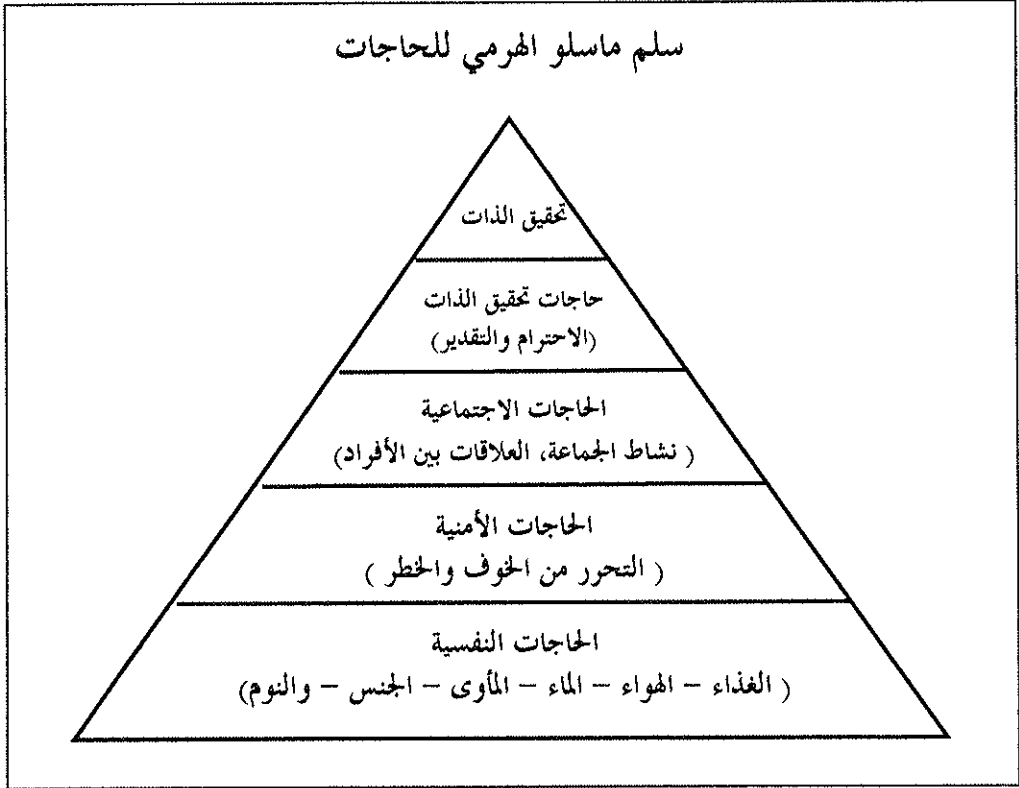 سلم ماسلو الهرمي للحاجات
تحقيق الذات
حاجات تحقيق الذات
(الاحترام والتقدير)
الحاجات الاجتماعية
( نشاط الجماعة، العلاقات بين الأفراد)
الحاجات الأمنية
( التحرر من الخوف والخطر )
الحاجات النفسية
( الغذاء – الهواء – الماء – المأوى – الجنس – والنوم)